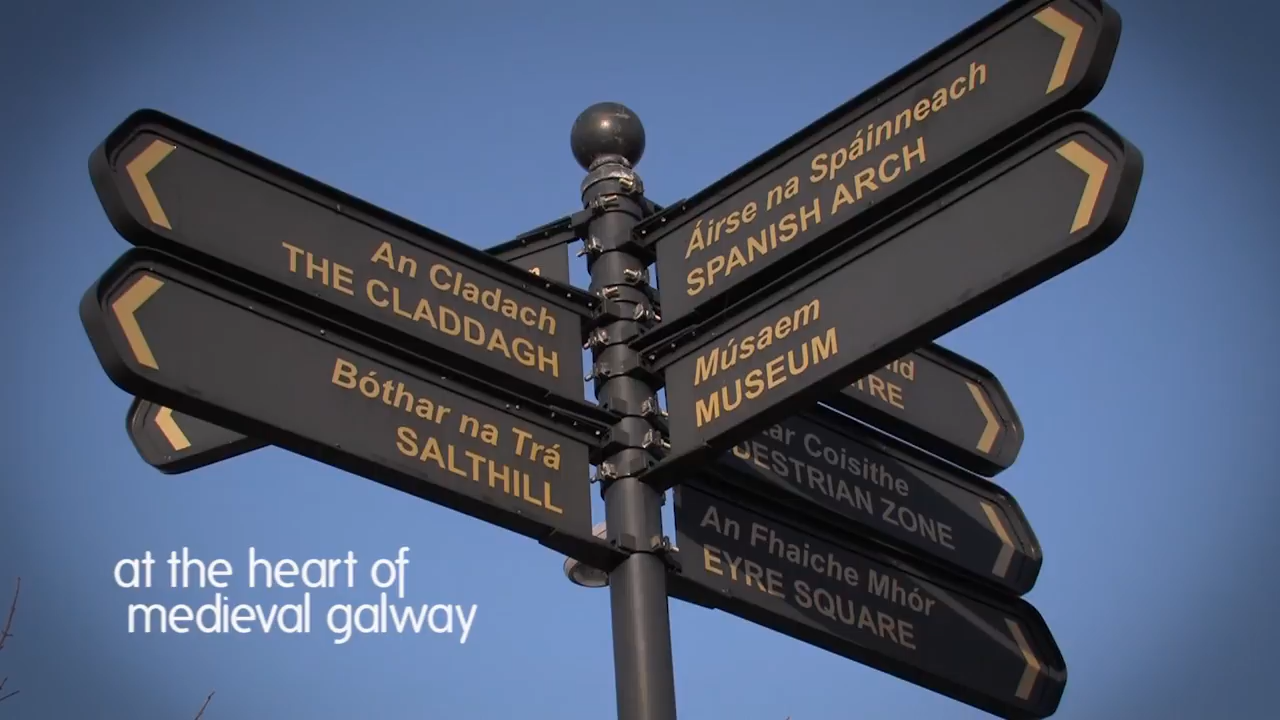 An Cladach
THE CLADDAGH
Bóthar na Trá
SALTHILL
Áirse na Spáinneach
SPANISH ARCH
Músaem
MUSEUM
Coisithe
ZONE
An Fhaiche Mhór
EYRE SQUARE
at the heart of
medieval galway